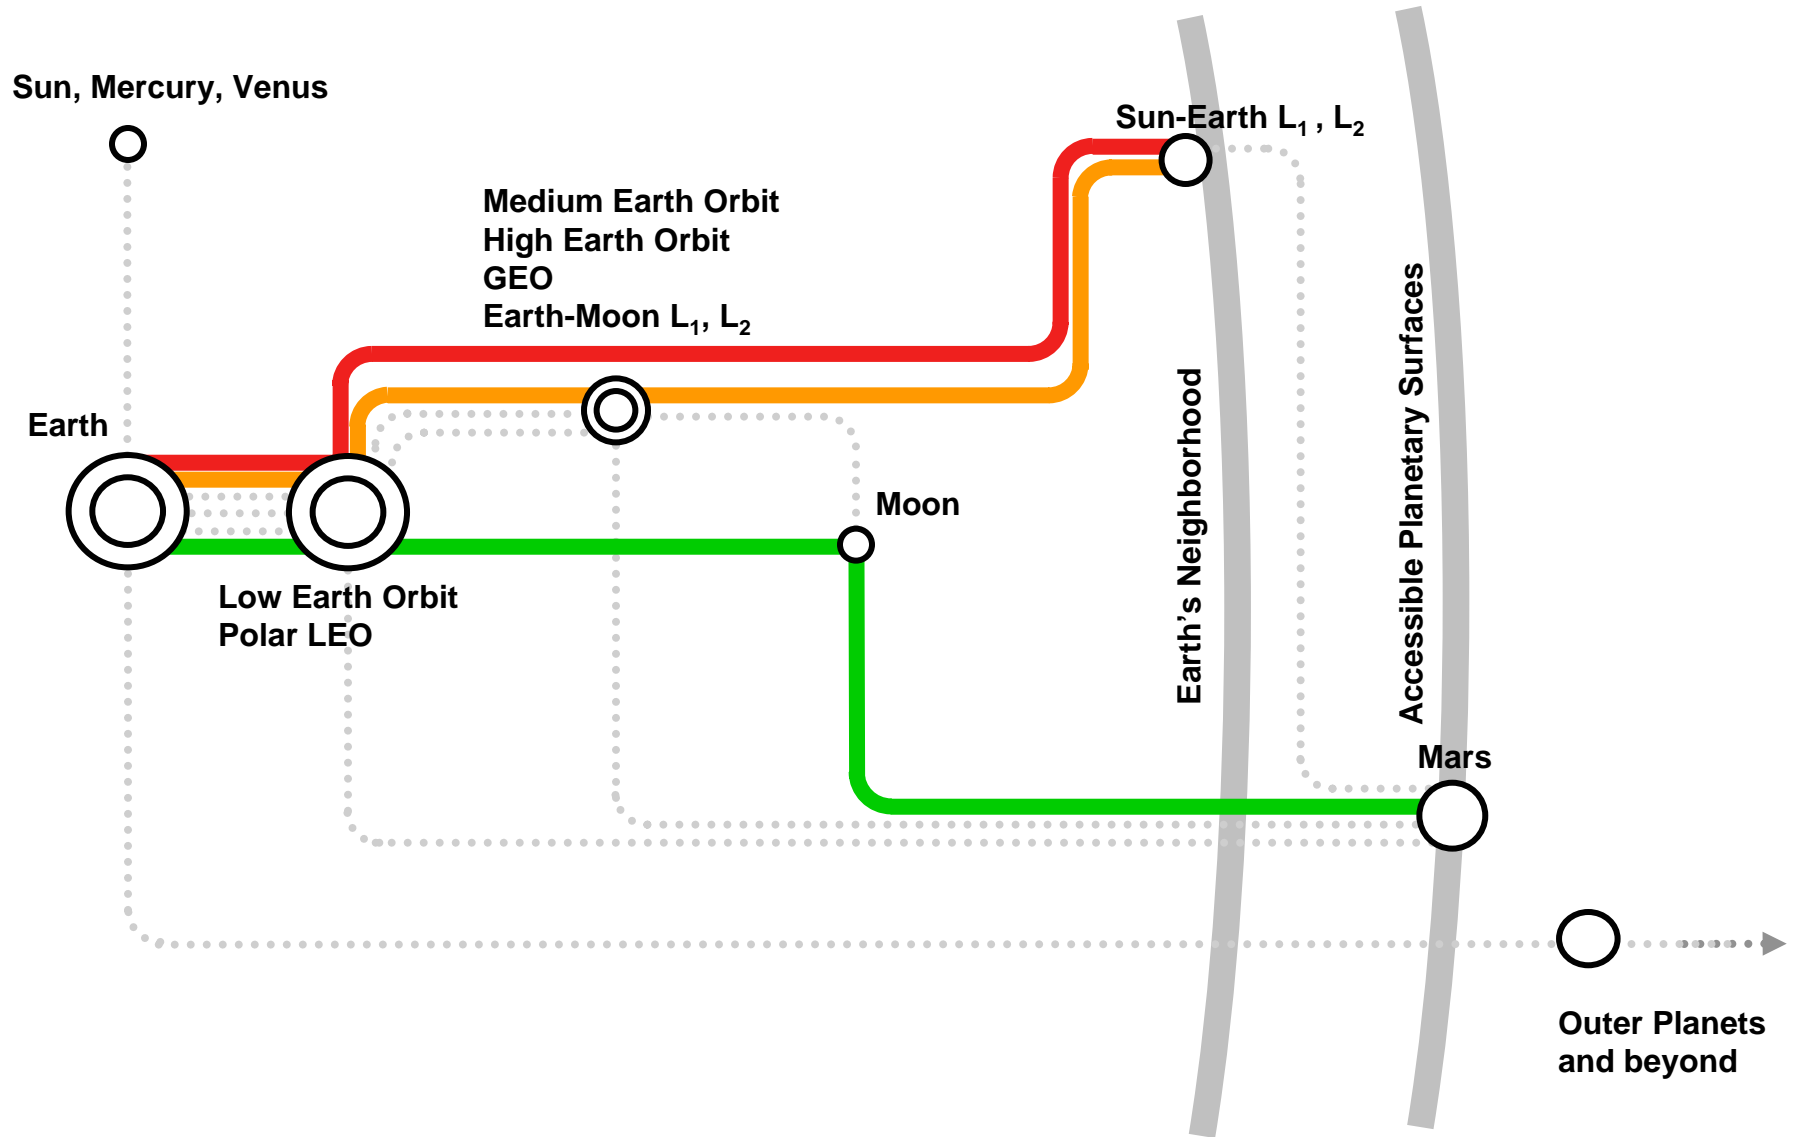 Sun, Mercury, Venus
Sun-Earth L₁ , L₂
Medium Earth Orbit
High Earth Orbit
GEO
Earth-Moon L₁, L₂
Earth
Moon
Low Earth Orbit
Polar LEO
Earth’s Neighborhood
Accessible Planetary Surfaces
Mars
Outer Planets
and beyond